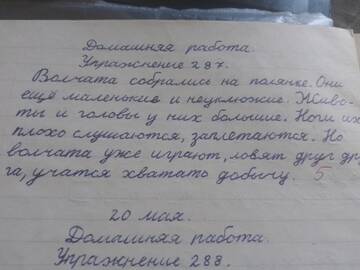 Домашняя работа.
Упражнение 287.
Волчата собрались на полянке. Они
ещё маленькие и неуклюжие. Живо-
ты и головы у них большие. Ноги их
плохо слушаются, заплетаются. Но
волчата уже играют, ловят друг дру-
га, учатся хватать добычу. 5
20 мая.
Домашняя работа.
Упражнение 288.